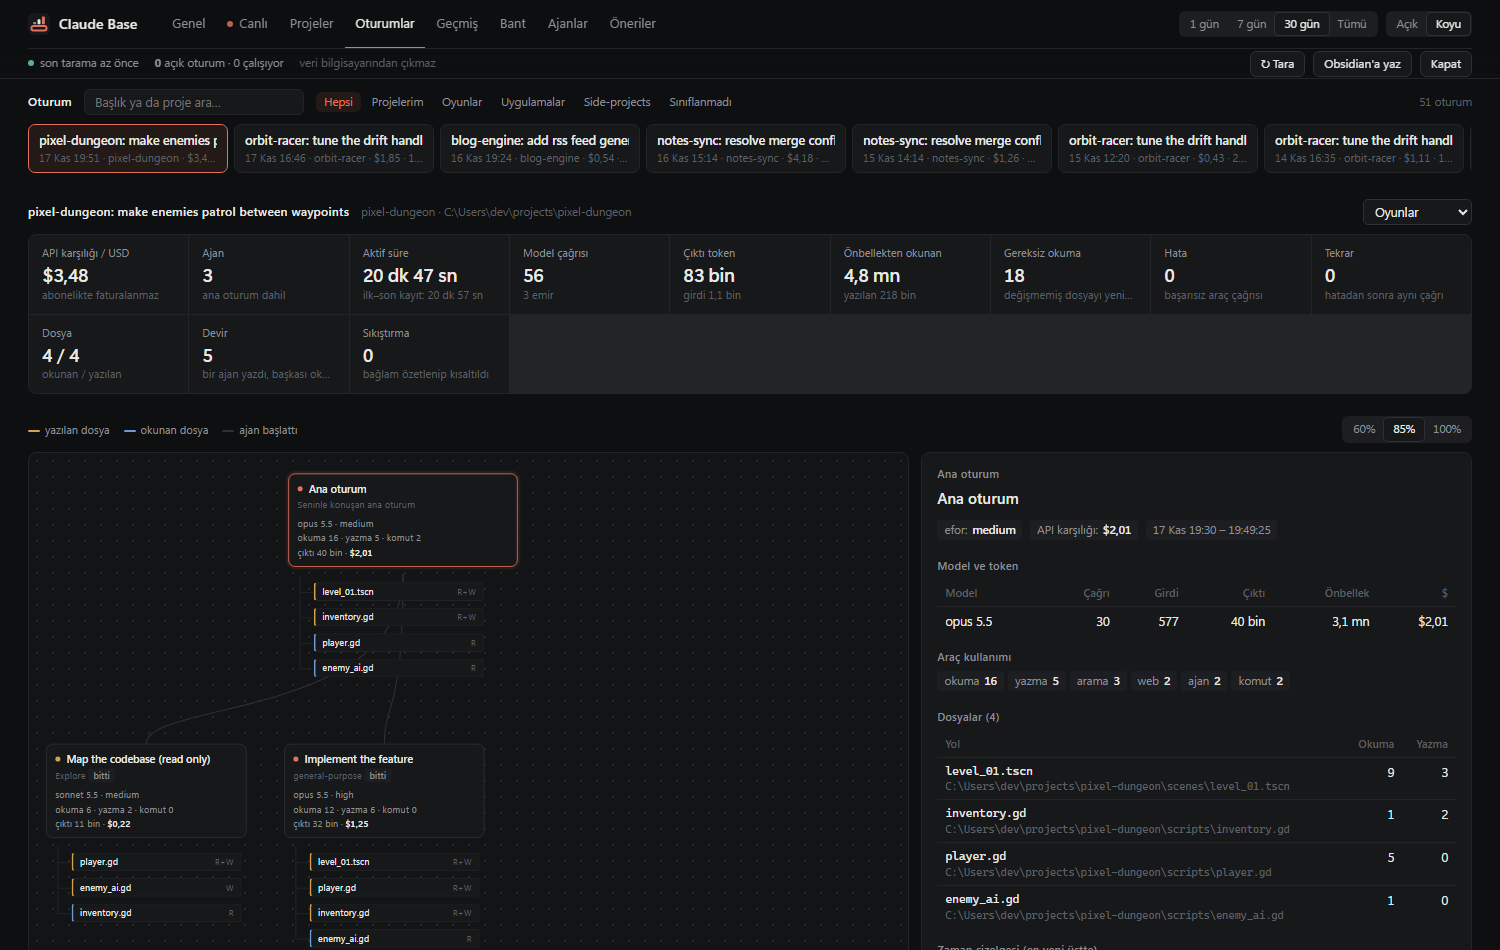 Claude Base
Genel
Canlı
Projeler
Oturumlar
Geçmiş
Bant
Ajanlar
Öneriler
1 gün
7 gün
30 gün
Tümü
Açık
Koyu
son tarama az önce
0 açık oturum · 0 çalışıyor
veri bilgisayarından çıkmaz
↻ Tara
Obsidian'a yaz
Kapat
Oturum
Başlık ya da proje ara...
Hepsi
Projelerim
Oyunlar
Uygulamalar
Side-projects
Sınıflanmadı
51 oturum
pixel-dungeon: make enemies p
17 Kas 19:51 · pixel-dungeon · $3,4...
orbit-racer: tune the drift handl
17 Kas 16:46 · orbit-racer · $1,85 · 1...
blog-engine: add rss feed gener
16 Kas 19:24 · blog-engine · $0,54 ·...
notes-sync: resolve merge confl
16 Kas 15:14 · notes-sync · $4,18 · ...
notes-sync: resolve merge confl
15 Kas 14:14 · notes-sync · $1,26 · ...
orbit-racer: tune the drift handl
15 Kas 12:20 · orbit-racer · $0,43 · 2...
orbit-racer: tune the drift handl
14 Kas 16:35 · orbit-racer · $1,11 · 1...
pixel-dungeon: make enemies patrol between waypoints
pixel-dungeon · C:\Users\dev\projects\pixel-dungeon
Oyunlar
API karşılığı / USD
$3,48
abonelikte faturalanmaz
Ajan
3
ana oturum dahil
Aktif süre
20 dk 47 sn
ilk–son kayıt: 20 dk 57 sn
Model çağrısı
56
3 emir
Çıktı token
83 bin
girdi 1,1 bin
Önbellekten okunan
4,8 mn
yazılan 218 bin
Gereksiz okuma
18
değişmemiş dosyayı yeni...
Hata
0
başarısız araç çağrısı
Tekrar
0
hatadan sonra aynı çağrı
Dosya
4 / 4
okunan / yazılan
Devir
5
bir ajan yazdı, başkası ok...
Sıkıştırma
0
bağlam özetlenip kısaltıldı
yazılan dosya
okunan dosya
ajan başlattı
60%
85%
100%
Ana oturum
Seninle konuşan ana oturum
opus 5.5 · medium
okuma 16 · yazma 5 · komut 2
çıktı 40 bin · $2,01
level_01.tscn R+W
inventory.gd R+W
player.gd R
enemy_ai.gd R
Map the codebase (read only)
Explore bitti
sonnet 5.5 · medium
okuma 6 · yazma 2 · komut 0
çıktı 11 bin · $0,22
player.gd R+W
enemy_ai.gd W
inventory.gd R
Implement the feature
general-purpose bitti
opus 5.5 · high
okuma 12 · yazma 6 · komut 0
çıktı 32 bin · $1,25
level_01.tscn R+W
player.gd R+W
inventory.gd R+W
enemy_ai.gd R
Ana oturum
Ana oturum
efor: medium
API karşılığı: $2,01
17 Kas 19:30 – 19:49:25
Model ve token
Model Çağrı Girdi Çıktı Önbellek $
opus 5.5 30 577 40 bin 3,1 mn $2,01
Araç kullanımı
okuma 16
yazma 5
arama 3
web 2
ajan 2
komut 2
Dosyalar (4)
Yol Okuma Yazma
level_01.tscn 9 3
C:\Users\dev\projects\pixel-dungeon\scenes\level_01.tscn
inventory.gd 1 2
C:\Users\dev\projects\pixel-dungeon\scripts\inventory.gd
player.gd 5 0
C:\Users\dev\projects\pixel-dungeon\scripts\player.gd
enemy_ai.gd 1 0
C:\Users\dev\projects\pixel-dungeon\scripts\enemy_ai.gd
Zaman çizelgesi (en yeni üstte)